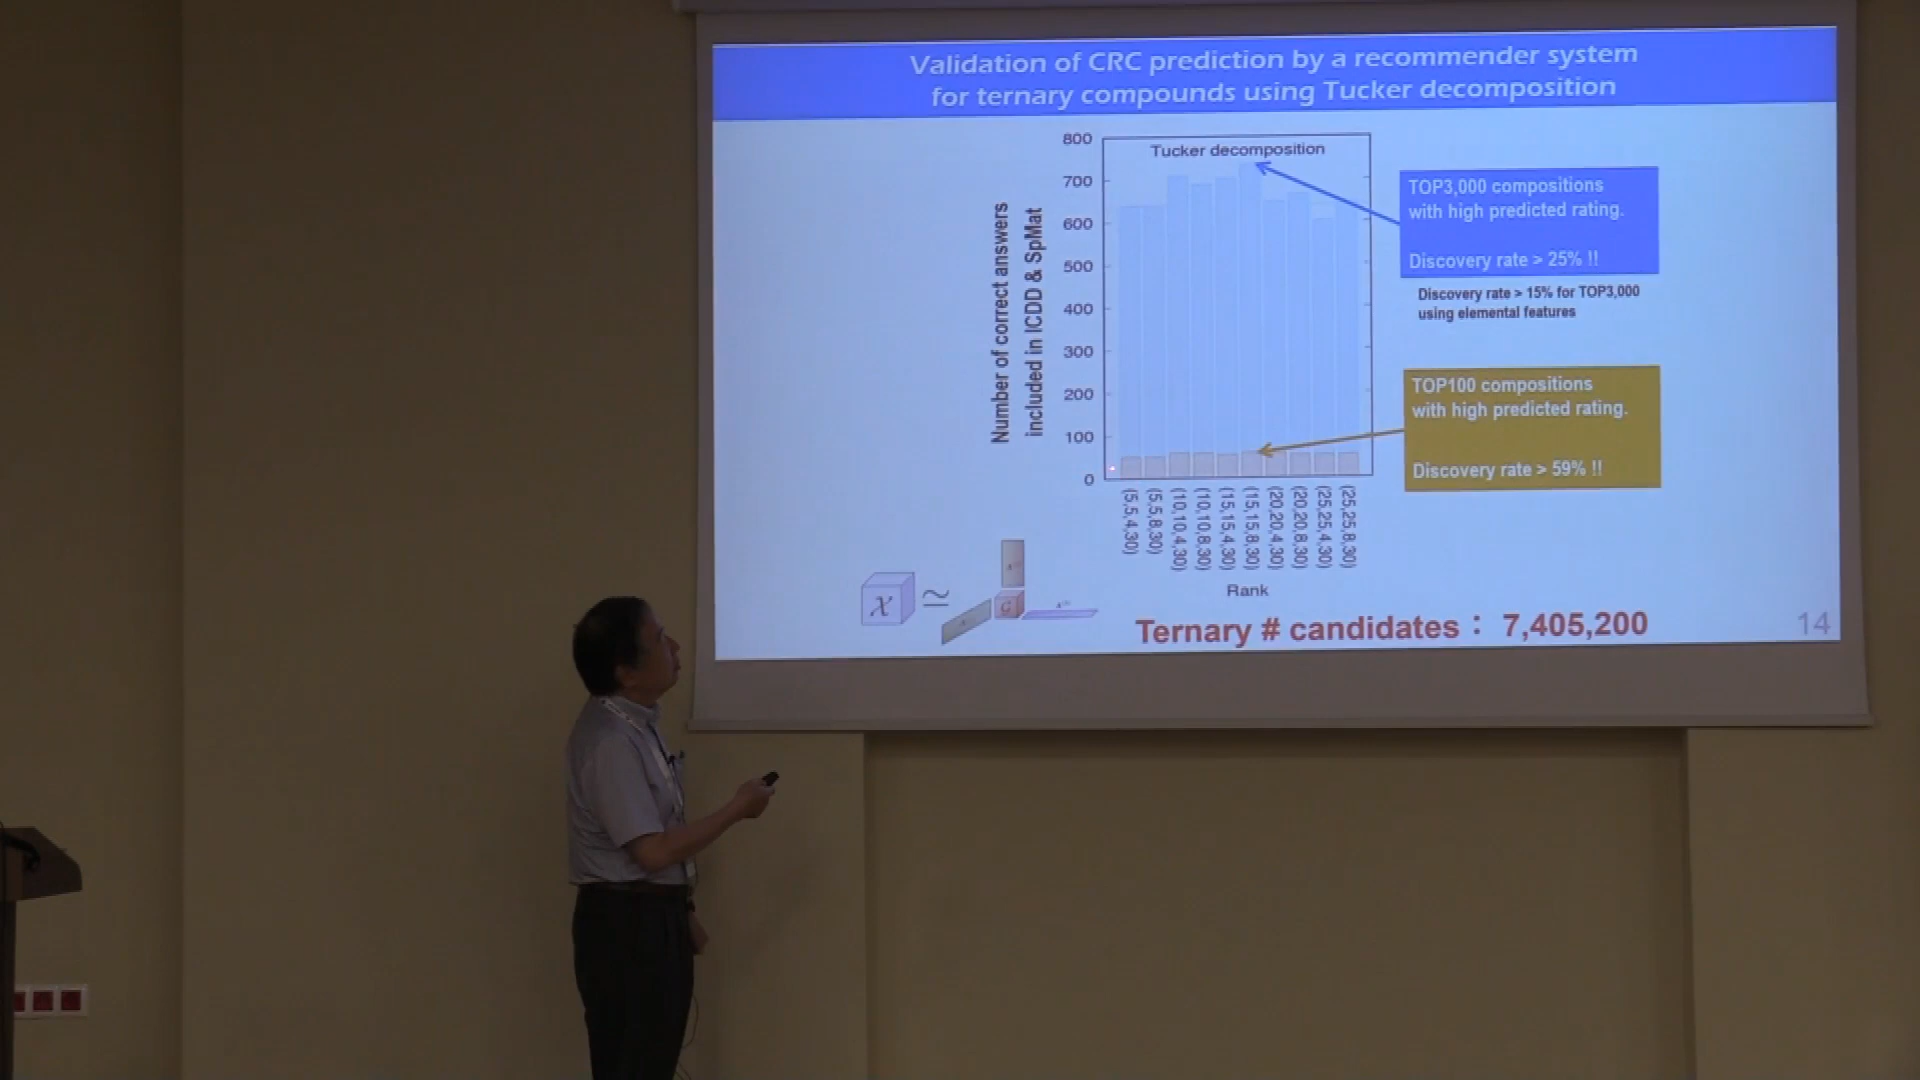 Validation of CRC prediction by a recommender system
for ternary compounds using Tucker decomposition
Number of correct answers
included in ICDD & SpMat
800
700
600
500
400
300
200
100
0
Tucker decomposition
(5,5,4,30)
(5,5,8,30)
(10,10,4,30)
(10,10,8,30)
(15,15,4,30)
(15,15,8,30)
(20,20,4,30)
(20,20,8,30)
(25,25,4,30)
(25,25,8,30)
Rank
TOP3,000 compositions
with high predicted rating.
Discovery rate > 25% !!
Discovery rate > 15% for TOP3,000
using elemental features
TOP100 compositions
with high predicted rating.
Discovery rate > 59% !!
X ≃
G
Ternary # candidates : 7,405,200
14